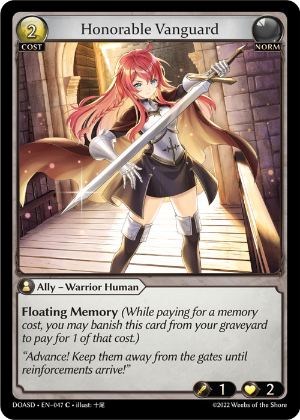 2
Honorable Vanguard
COST
NORM
Ally – Warrior Human
Floating Memory (While paying for a memory
cost, you may banish this card from your graveyard
to pay for 1 of that cost.)
“Advance! Keep them away from the gates until
reinforcements arrive!”
1
2
DOASD • EN-047 C • illust: 十尾
©2022 Weebs of the Shore